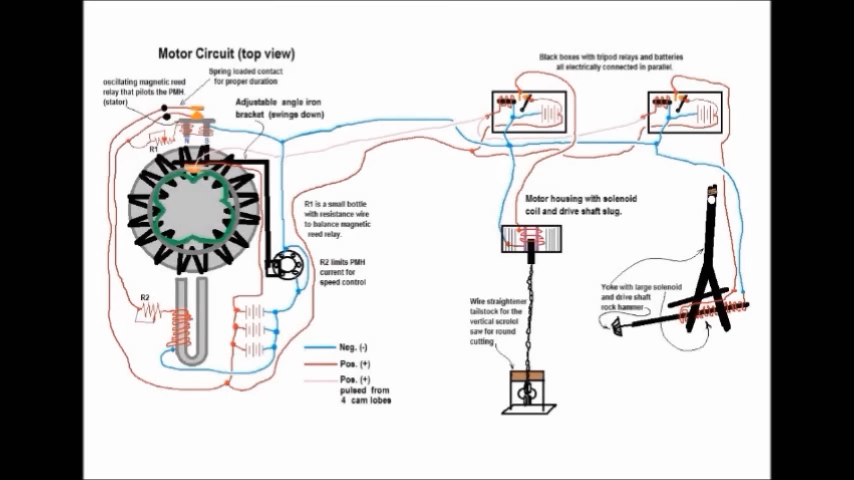 Motor Circuit (top view)
oscillating magnetic reed
relay that pilots the PMH.
(stator)
Spring loaded contact
for proper duration
Adjustable angle iron
bracket (swings down)
R1
R1 is a small bottle
with resistance wire
to balance magnetic
reed relay.
R2 limits PMH
current for
speed control
R2
Neg. (-)
Pos. (+)
Pos. (+)
pulsed from
4 cam lobes
Black boxes with tripod relays and batteries
all electrically connected in parallel.
Motor housing with solenoid
coil and drive shaft slug.
Wire straightener
tailstock for the
vertical scrolol
saw for round
cutting
Yoke with large solenoid
and drive shaft
rock hammer